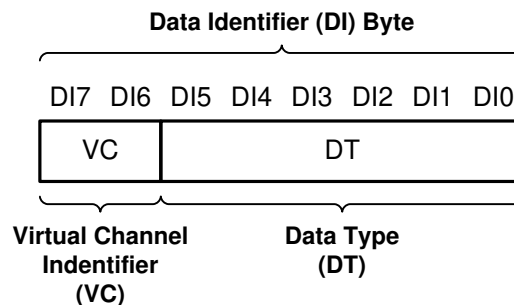 Data Identifier (DI) Byte
DI7 DI6 DI5 DI4 DI3 DI2 DI1 DI0
VC DT
Virtual Channel
Indentifier
(VC)
Data Type
(DT)